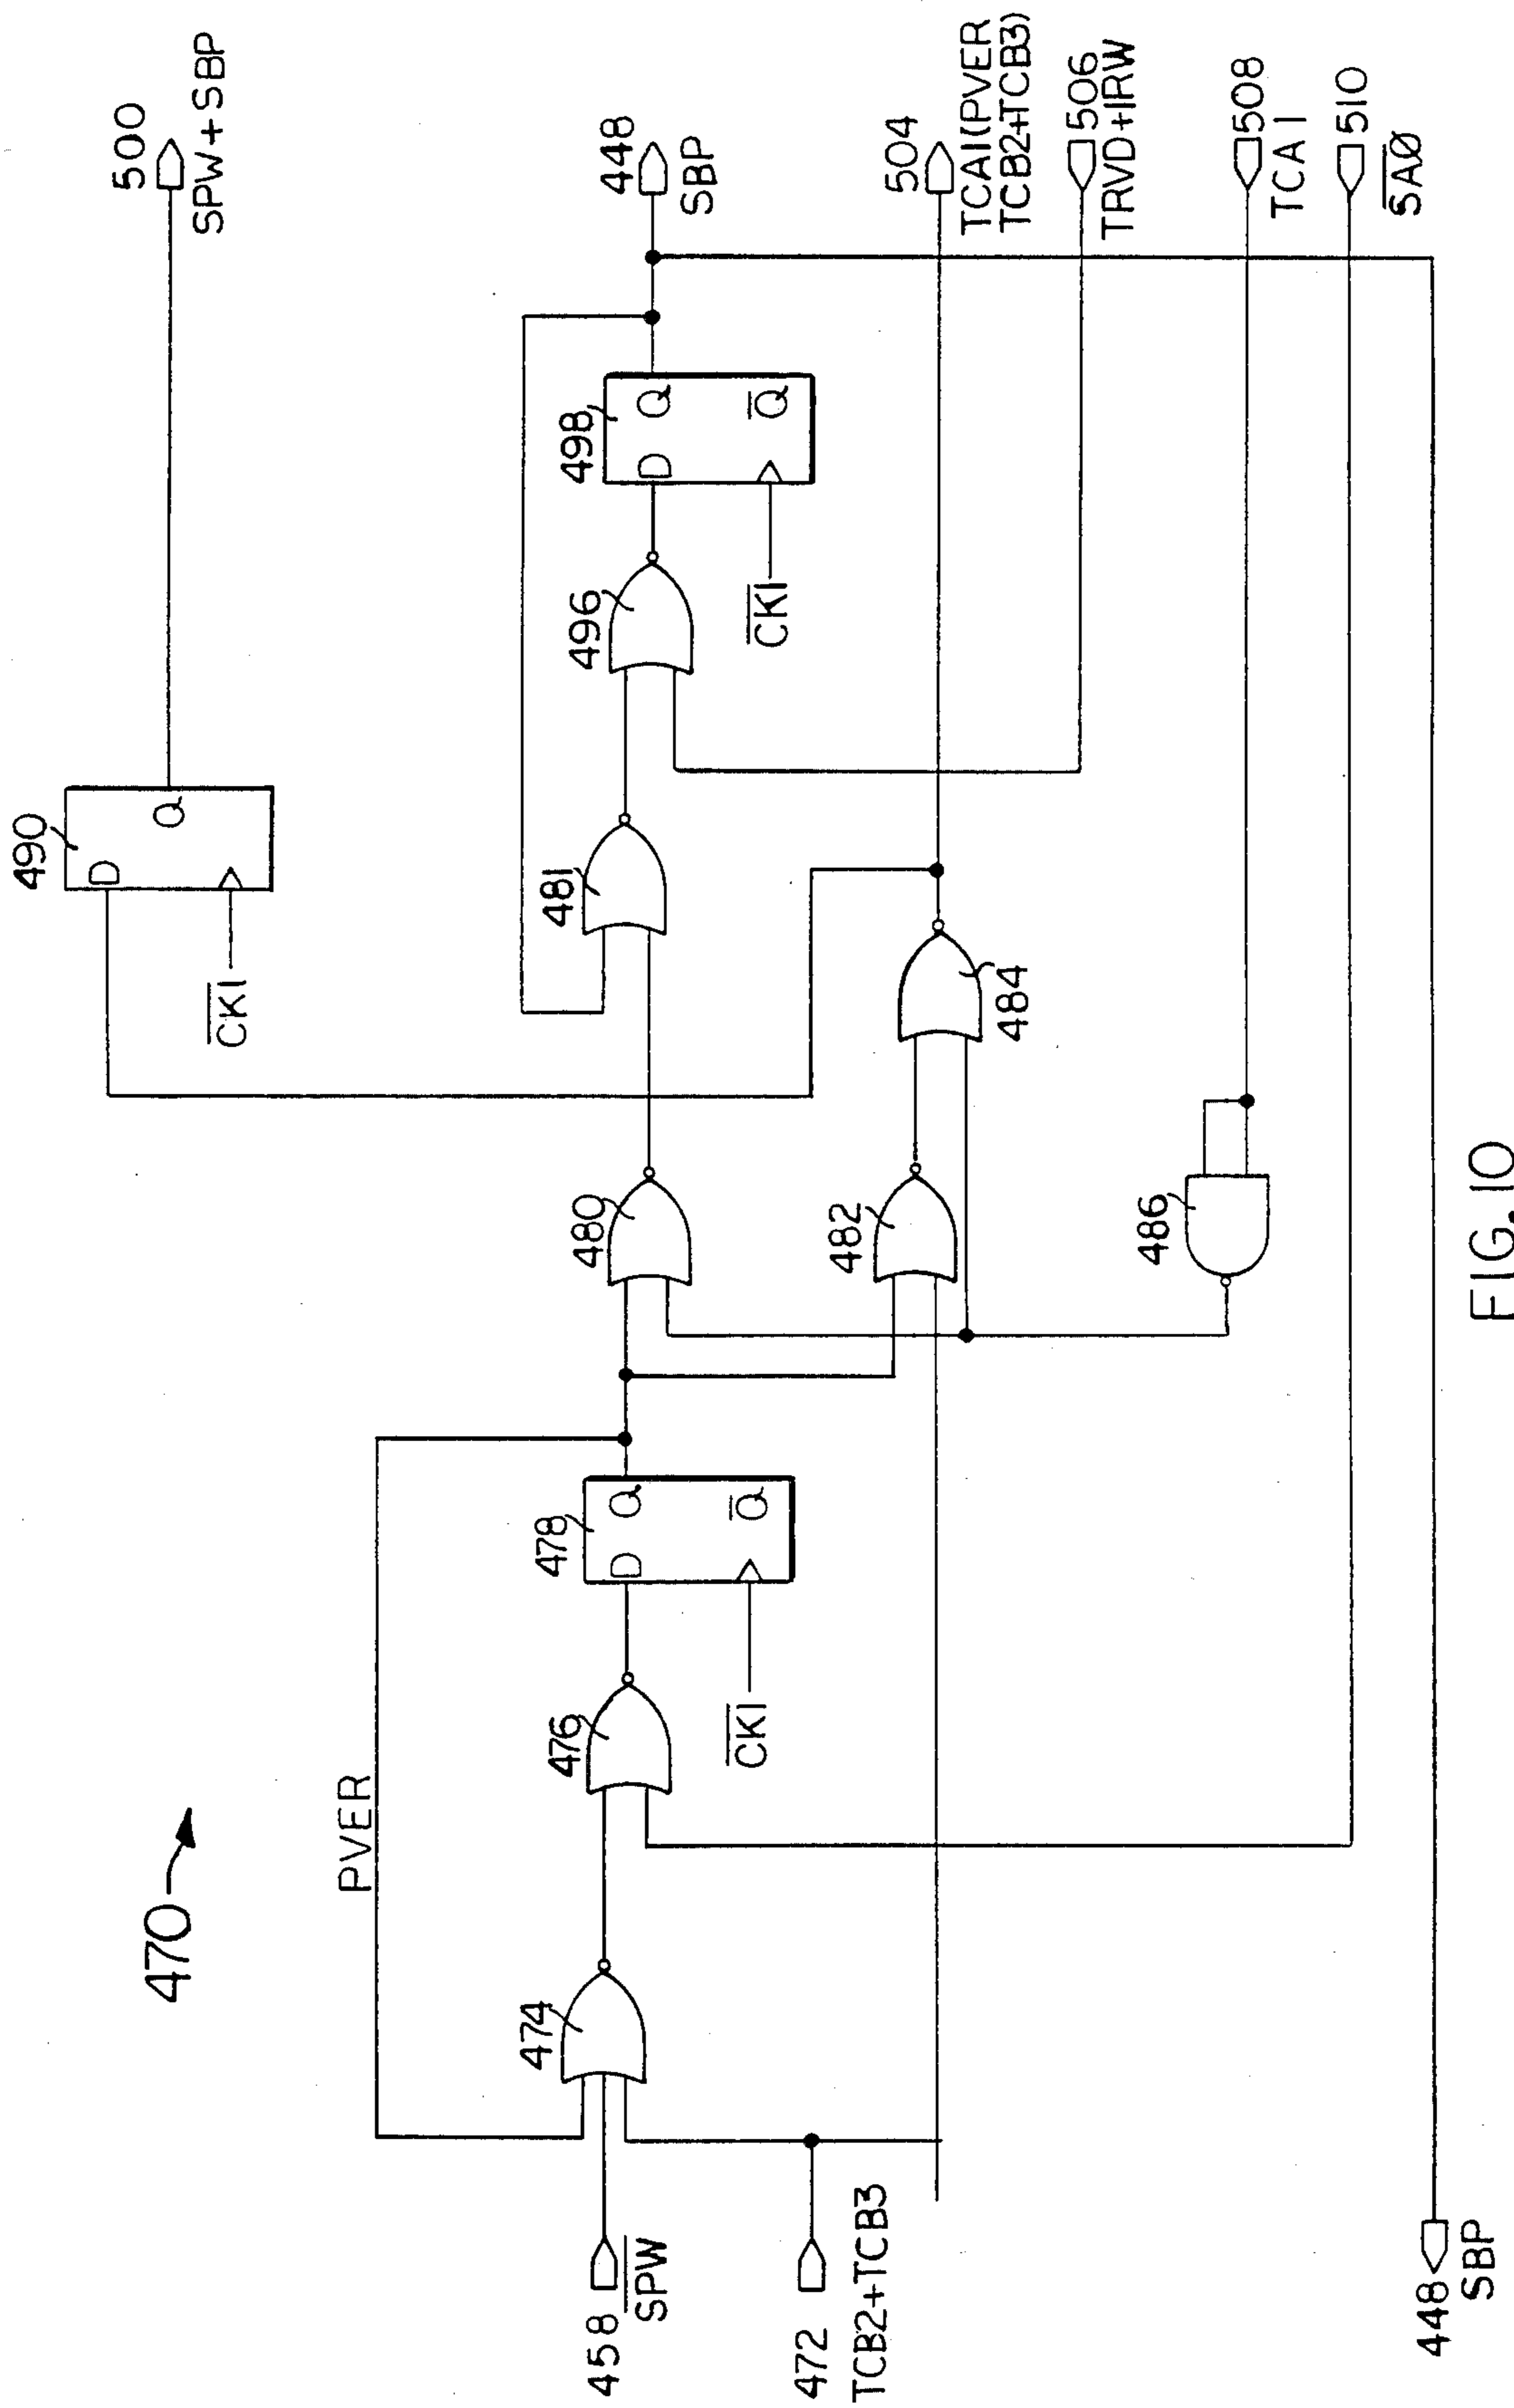 470
PVER
458
SPW
472
TCB2+TCB3
474
476
478
D
Q
Q
CK1
480
482
484
486
481
490
D
Q
CK1
496
498
D
Q
Q
CK1
500
SPW+SBP
448
SBP
504
TCA1(PVER
TCB2+TCB3)
506
TRVD+IRW
508
TCA1
510
SAØ
448
SBP
FIG. 10